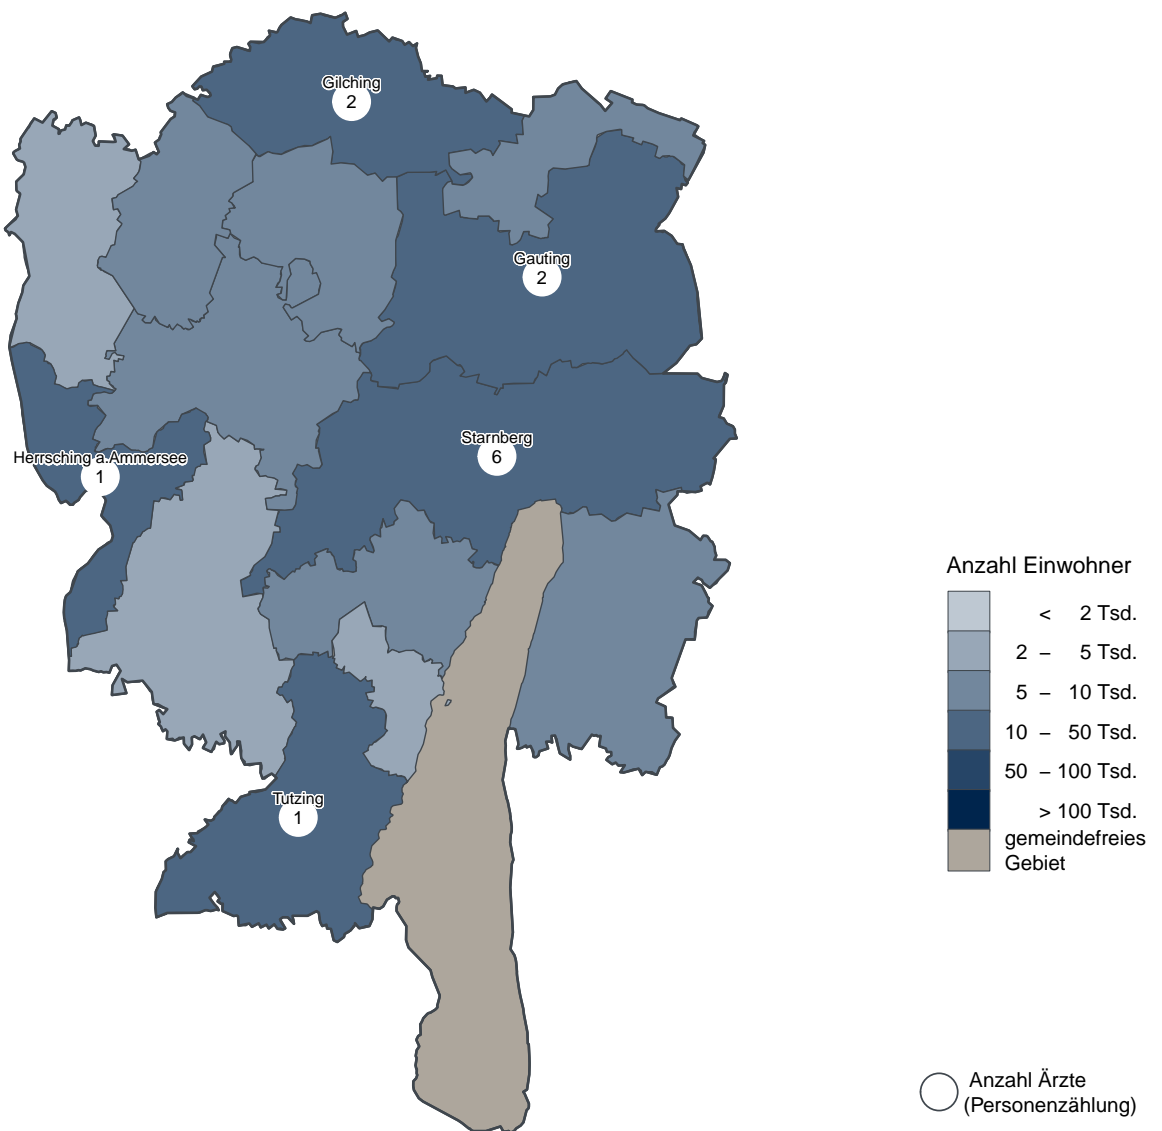 Gilching
2
Gauting
2
Starnberg
6
Herrsching a.Ammersee
1
Tutzing
1
Anzahl Einwohner
< 2 Tsd.
2 – 5 Tsd.
5 – 10 Tsd.
10 – 50 Tsd.
50 – 100 Tsd.
> 100 Tsd.
gemeindefreies
Gebiet
Anzahl Ärzte
(Personenzählung)